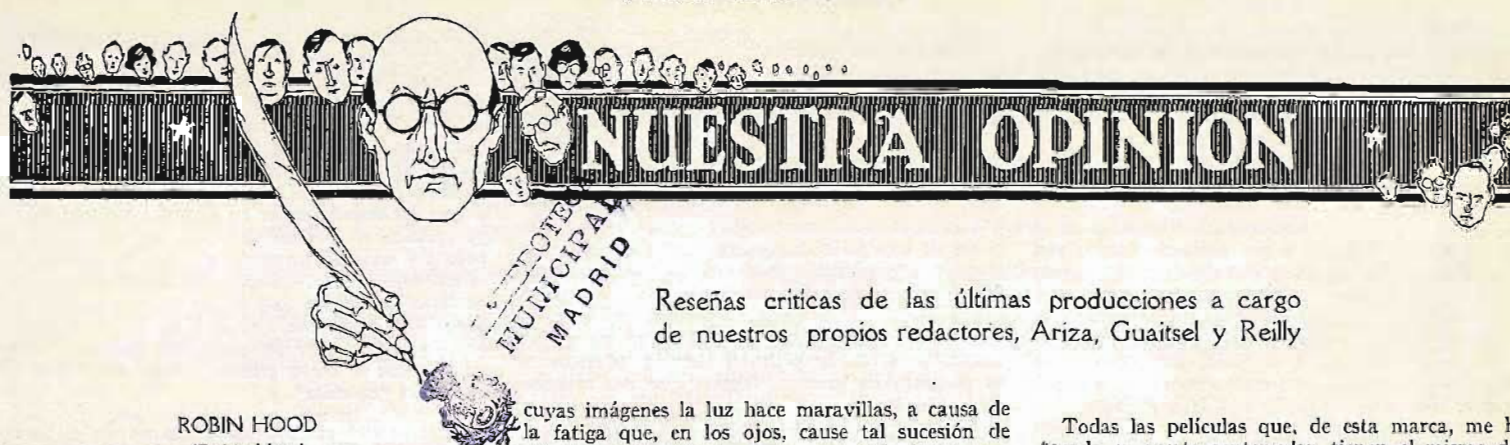 NUESTRA OPINION
HEMEROTECA
MUNICIPAL
MADRID
Reseñas criticas de las últimas producciones a cargo
de nuestros propios redactores, Ariza, Guaitsel y Reilly
ROBIN HOOD
cuyas imágenes la luz hace maravillas, a causa de
la fatiga que, en los ojos, cause tal sucesión de
Todas las películas que, de esta marca, me